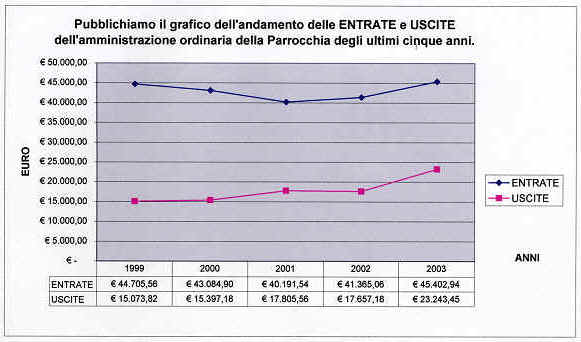 Pubblichiamo il grafico dell'andamento delle ENTRATE e USCITE
dell'amministrazione ordinaria della Parrocchia degli ultimi cinque anni.
€ 50.000,00
€ 45.000,00
€ 40.000,00
€ 35.000,00
€ 30.000,00
€ 25.000,00
€ 20.000,00
€ 15.000,00
€ 10.000,00
€ 5.000,00
€ -
EURO
ENTRATE
USCITE
ANNI
1999 2000 2001 2002 2003
ENTRATE € 44.705,56 € 43.084,90 € 40.191,54 € 41.365,06 € 45.402,94
USCITE € 15.073,82 € 15.397,18 € 17.805,56 € 17.657,18 € 23.243,45